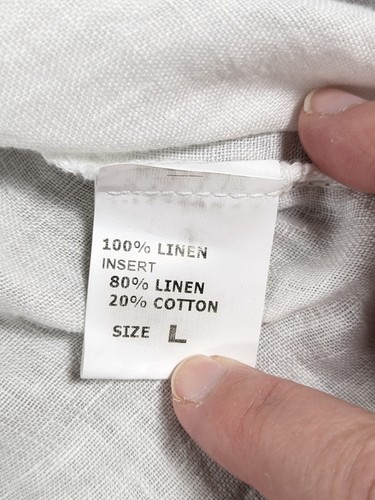 100% LINEN
INSERT
80% LINEN
20% COTTON
SIZE L